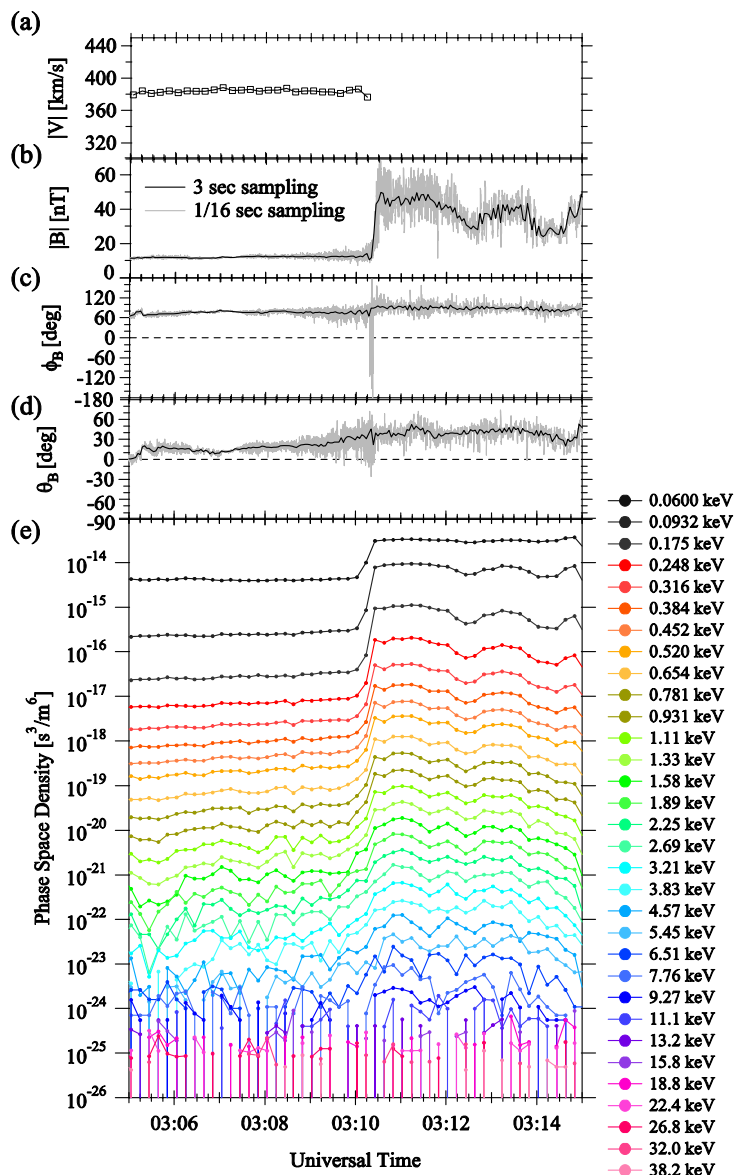 (a)
440
400
360
320
|V| [km/s]
(b)
60
40
20
0
|B| [nT]
3 sec sampling
1/16 sec sampling
(c)
120
60
0
-60
-120
-180
ϕB [deg]
(d)
60
30
0
-30
-60
-90
θB [deg]
(e)
10-14
10-15
10-16
10-17
10-18
10-19
10-20
10-21
10-22
10-23
10-24
10-25
10-26
Phase Space Density [s3/m6]
03:06 03:08 03:10 03:12 03:14
Universal Time
0.0600 keV
0.0932 keV
0.175 keV
0.248 keV
0.316 keV
0.384 keV
0.452 keV
0.520 keV
0.654 keV
0.781 keV
0.931 keV
1.11 keV
1.33 keV
1.58 keV
1.89 keV
2.25 keV
2.69 keV
3.21 keV
3.83 keV
4.57 keV
5.45 keV
6.51 keV
7.76 keV
9.27 keV
11.1 keV
13.2 keV
15.8 keV
18.8 keV
22.4 keV
26.8 keV
32.0 keV
38.2 keV